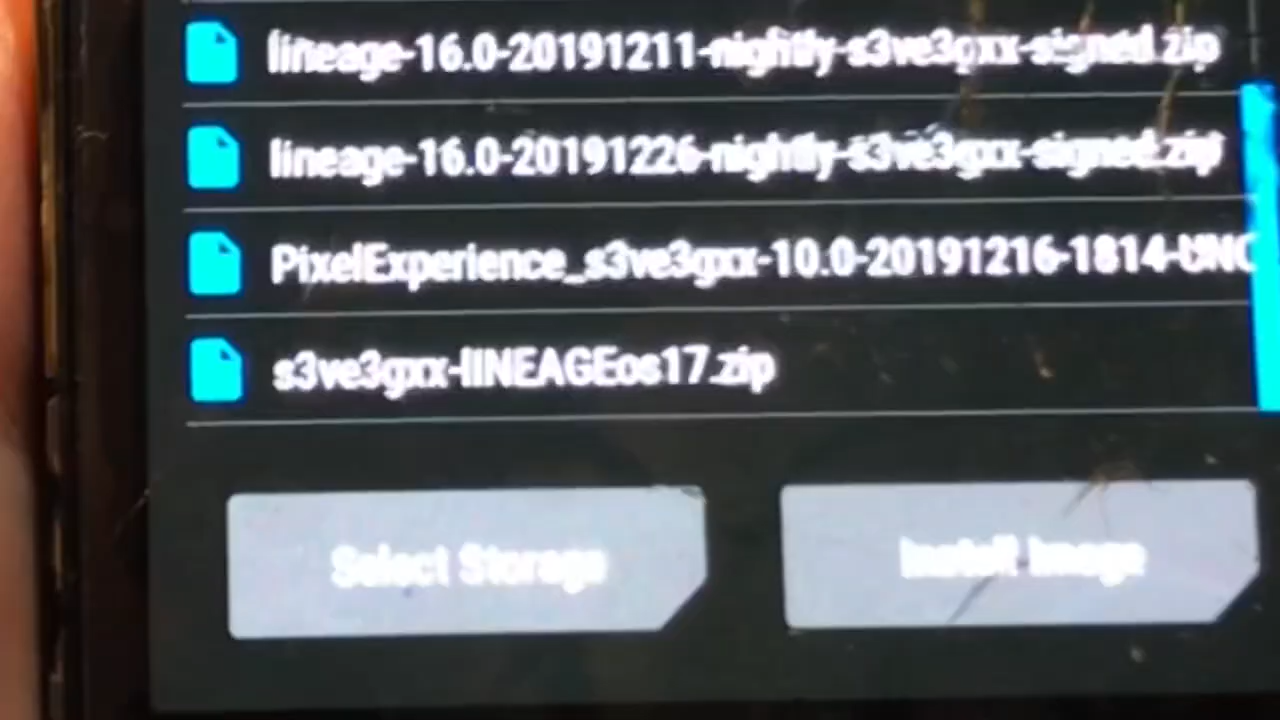 lineage-16.0-20191211-nightly-s3ve3gxx-signed.zip
lineage-16.0-20191226-nightly-s3ve3gxx-signed.zip
PixelExperience_s3ve3gxx-10.0-20191216-1814-UNO
s3ve3gxx-lINEAGEos17.zip
Select Storage
Install Image